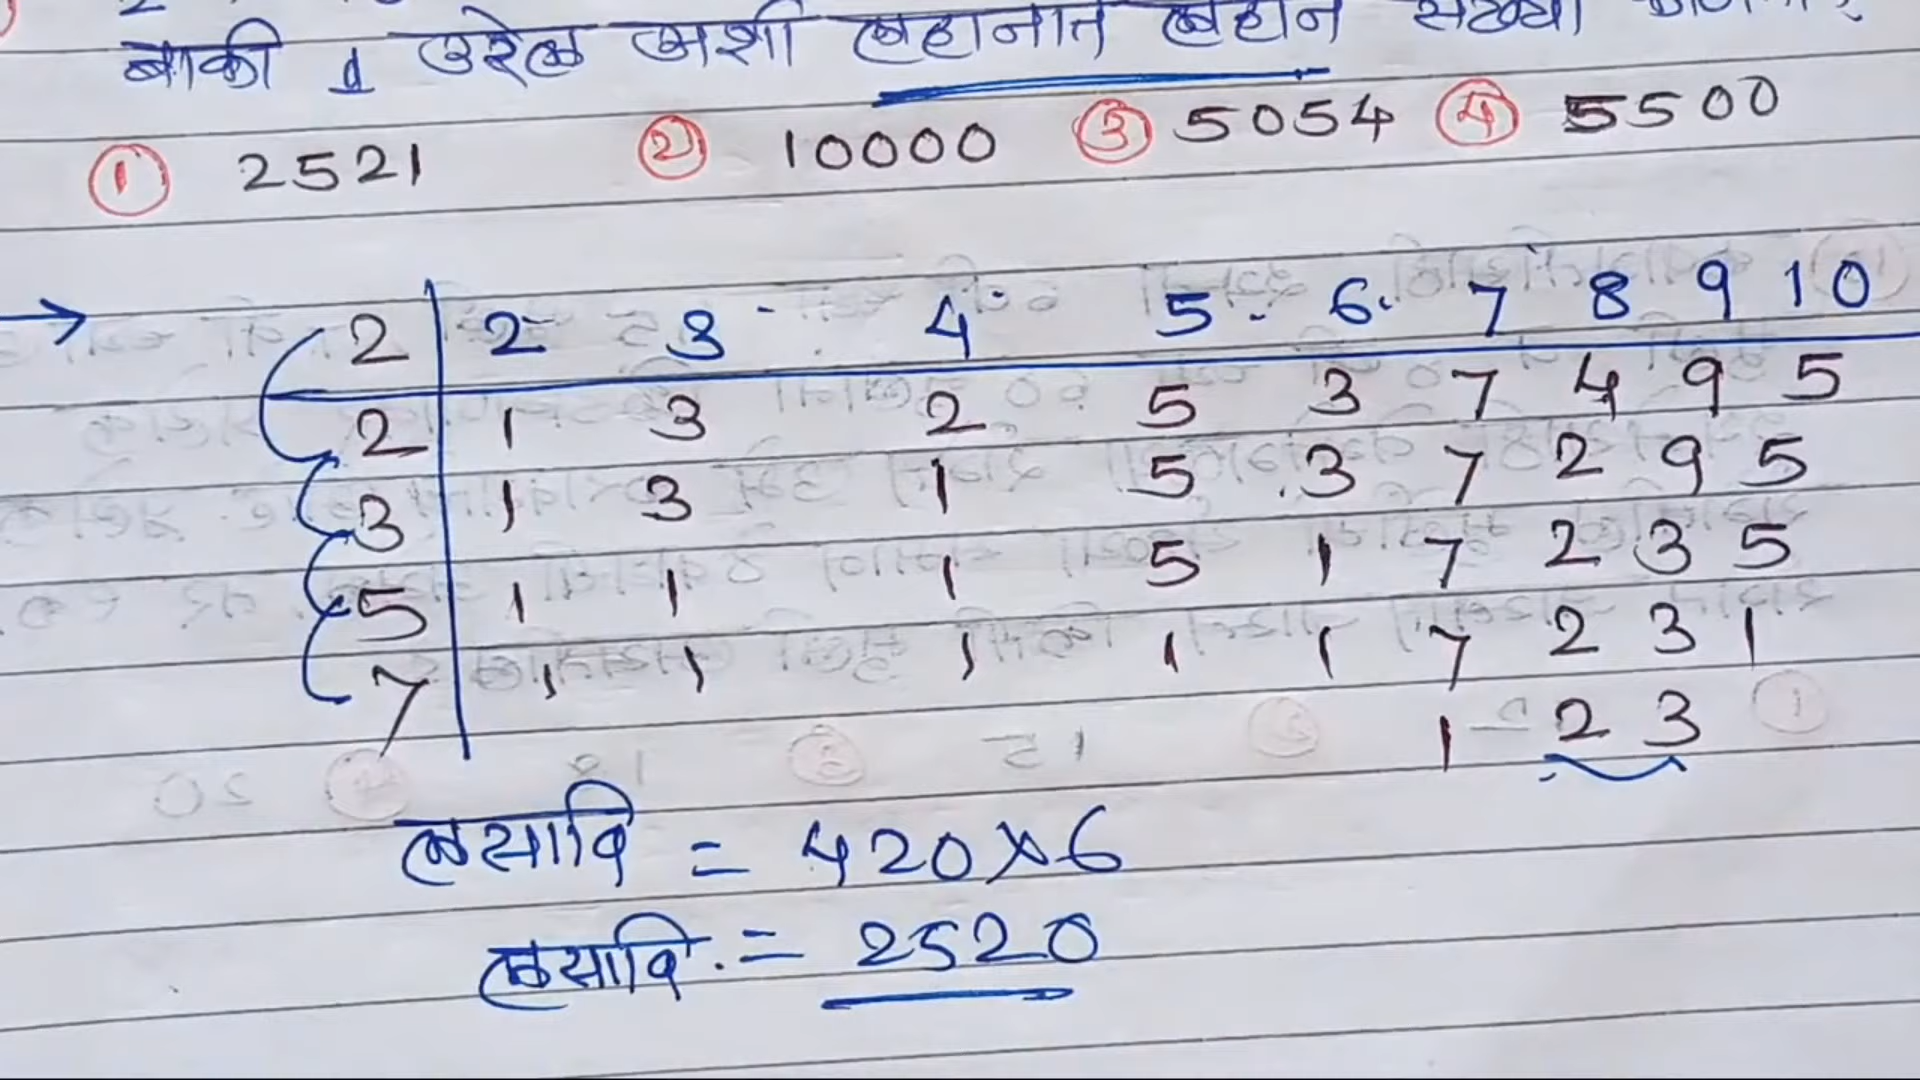 बाकी 1 उरेल अशी लहानात लहान संख्या
① 2521 ② 10000 ③ 5054 ④ 5500
→ 2 | 2 3 4 5 6 7 8 9 10
2 | 1 3 2 5 3 7 4 9 5
3 | 1 3 1 5 3 7 2 9 5
5 | 1 1 1 5 1 7 2 3 5
7 | 1 1 1 1 1 7 2 3 1
1 2 3
लसावि = 420 × 6
लसावि. = 2520